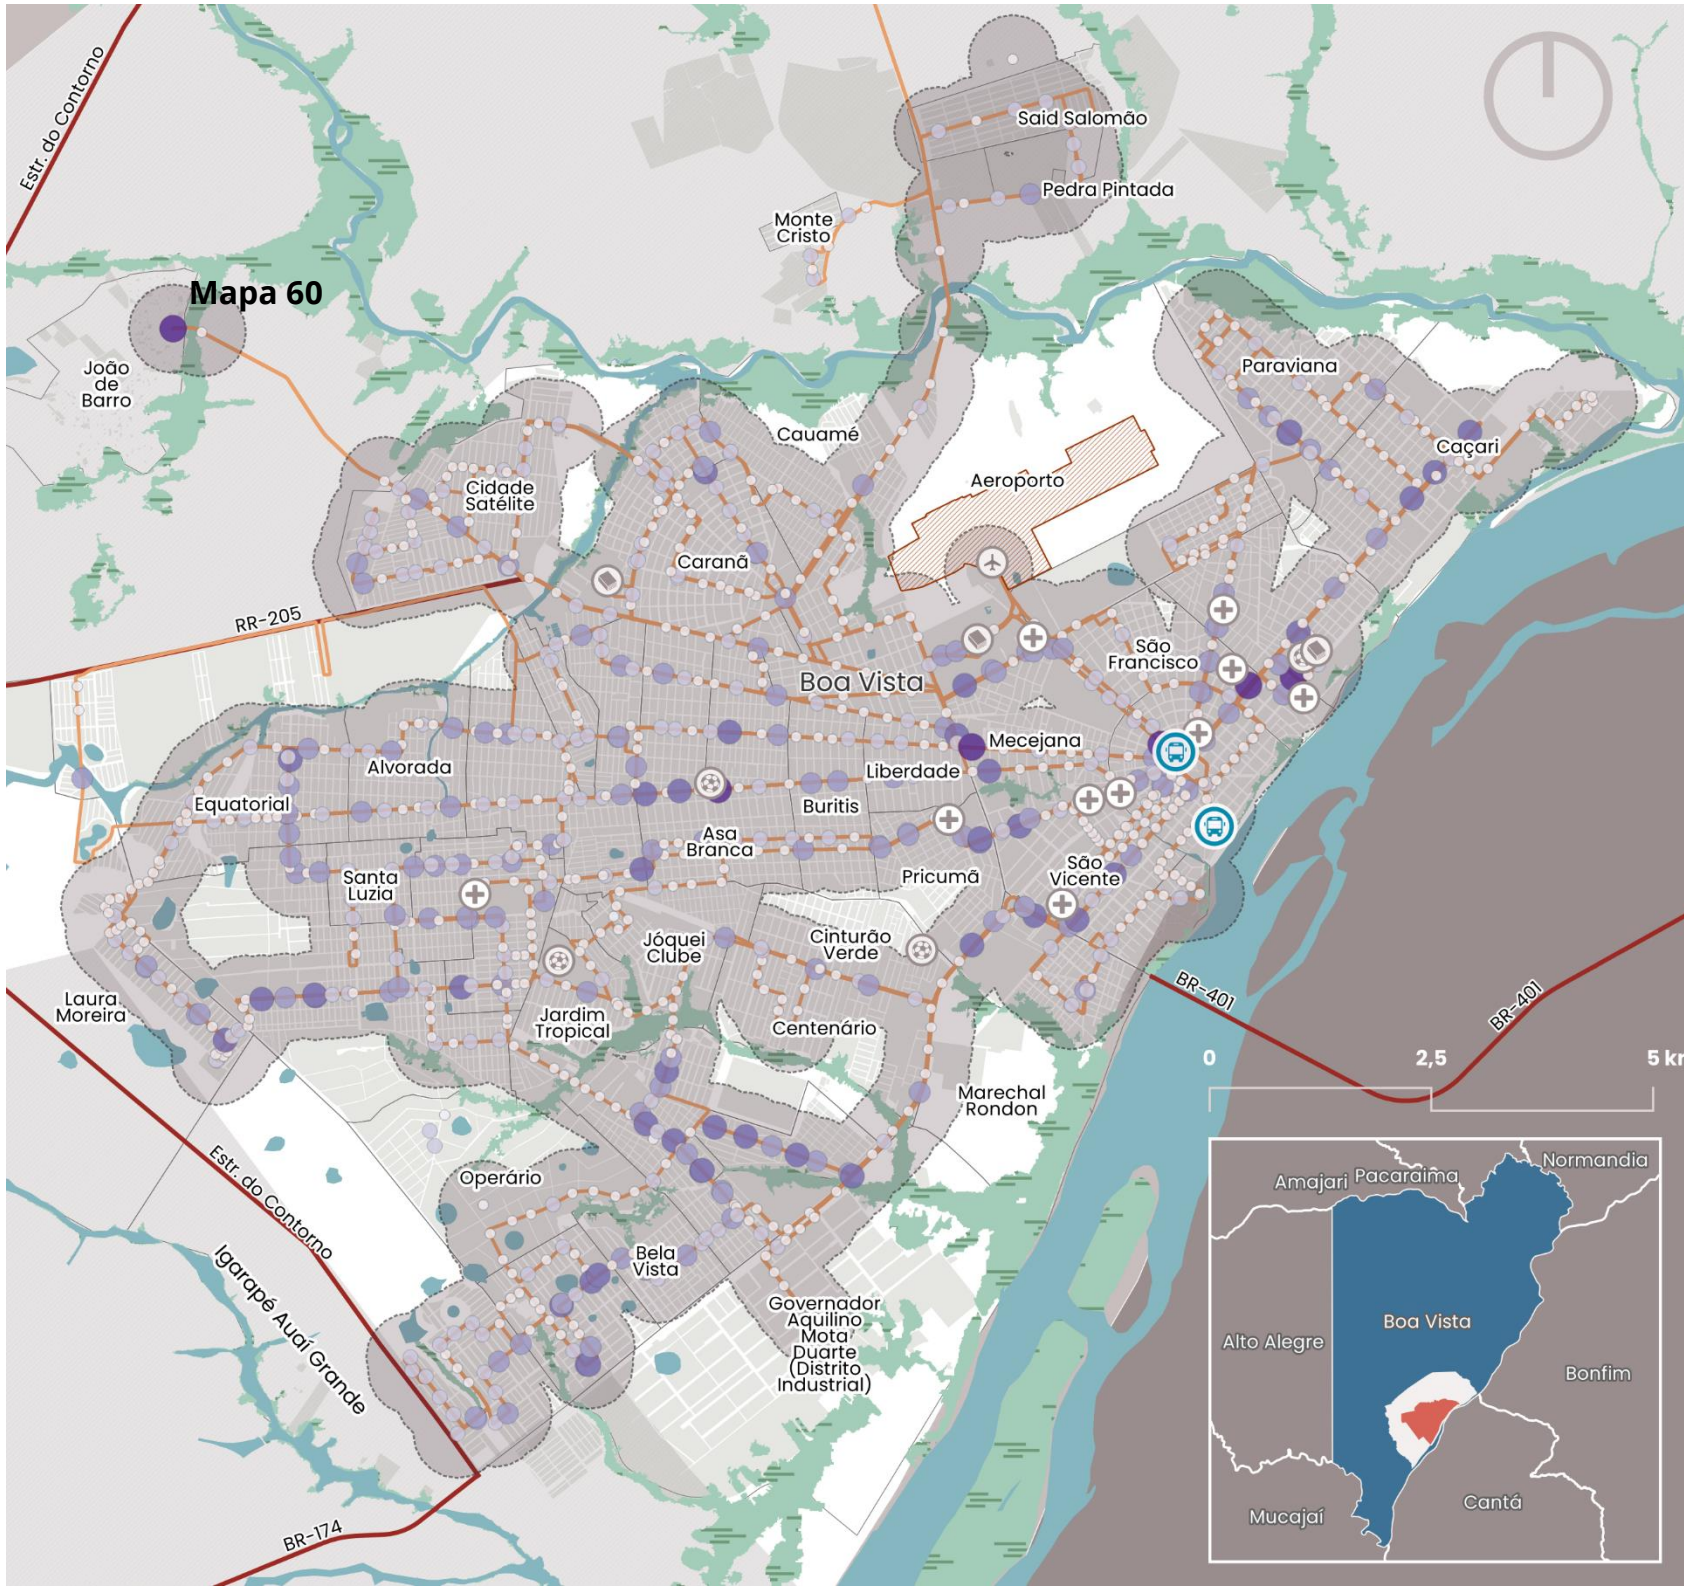 Estr. do Contorno
Said Salomão
Pedra Pintada
Monte
Cristo
Mapa 60
João
de
Barro
Paraviana
Cauamé
Caçari
Aeroporto
Cidade
Satélite
Caranã
RR-205
São
Francisco
Boa Vista
Mecejana
Alvorada
Liberdade
Equatorial
Buritis
Asa
Branca
Santa
Luzia
Pricumã
São
Vicente
Jóquei
Clube
Cinturão
Verde
Laura
Moreira
Jardim
Tropical
Centenário
BR-401
BR-401
0
2,5
5 km
Marechal
Rondon
Estr. do Contorno
Operário
Igarapé Auaí Grande
Bela
Vista
Governador
Aquilino
Mota
Duarte
(Distrito
Industrial)
BR-174
Amajari
Pacaraima
Normandia
Boa Vista
Alto Alegre
Bonfim
Cantá
Mucajaí